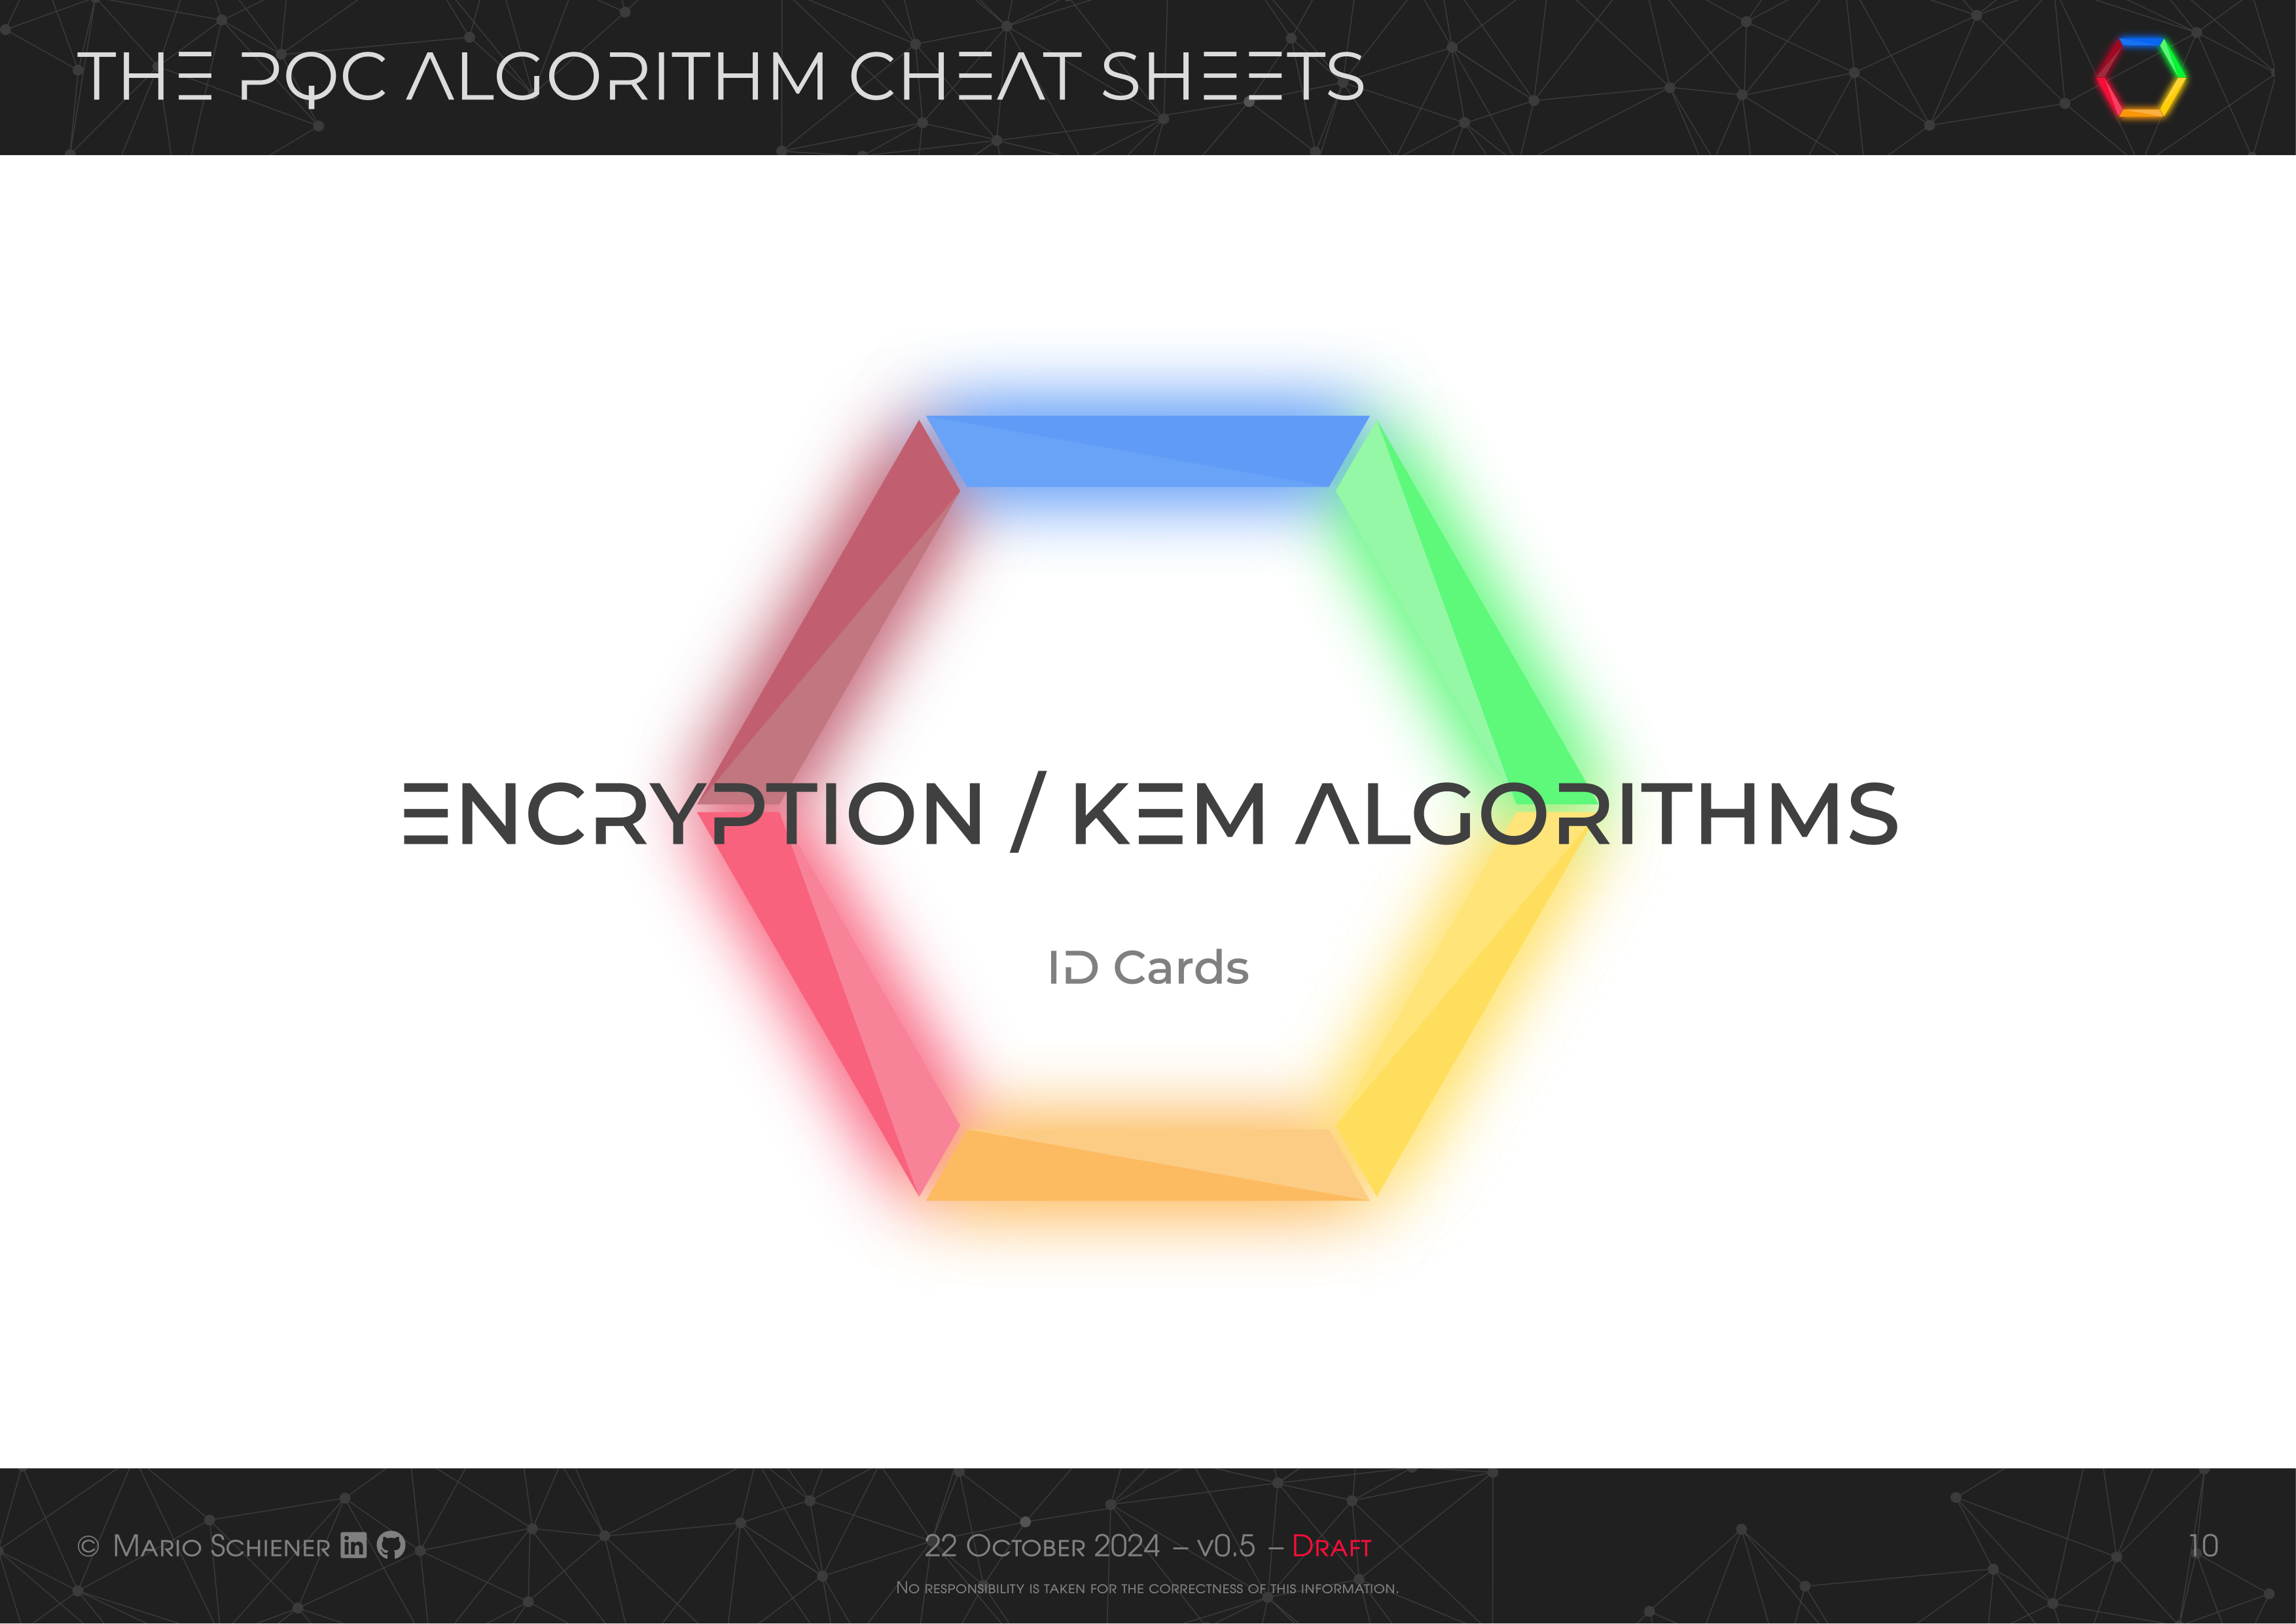 THE PQC ALGORITHM CHEAT SHEETS
ENCRYPTION / KEM ALGORITHMS
ID Cards
© Mario Schiener in
22 October 2024 – v0.5 – Draft
10
No responsibility is taken for the correctness of this information.